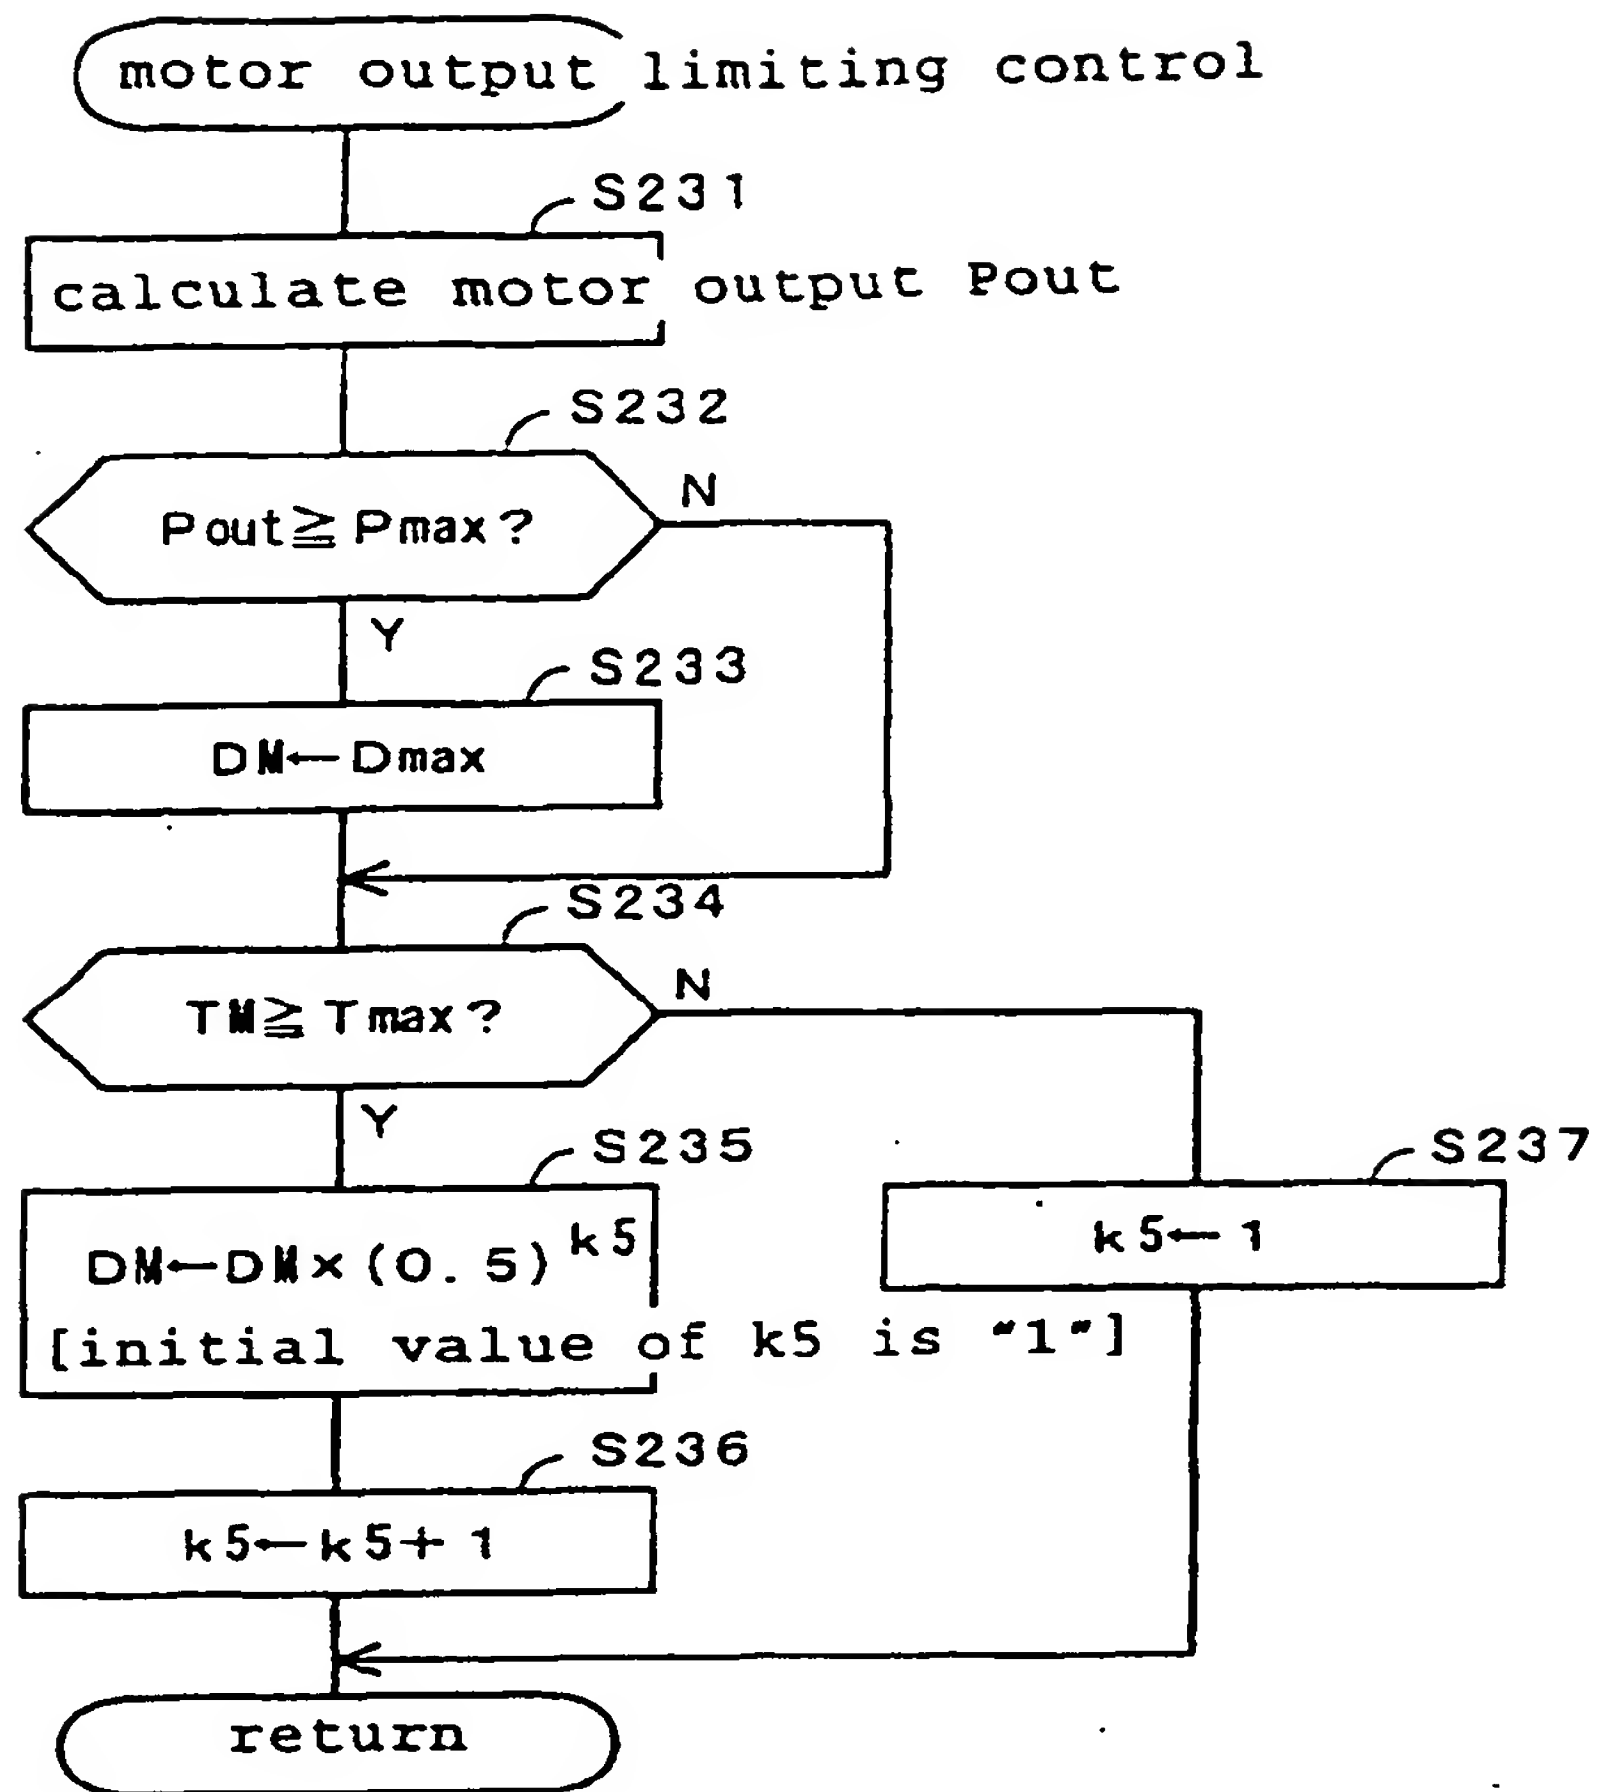 motor output limiting control
S231
calculate motor output Pout
S232
Pout≧Pmax?
N
Y
S233
DM←Dmax
S234
TM≧Tmax?
N
Y
S235
DM←DM×(0.5)^k5
[initial value of k5 is "1"]
S237
k5←1
S236
k5←k5+1
return